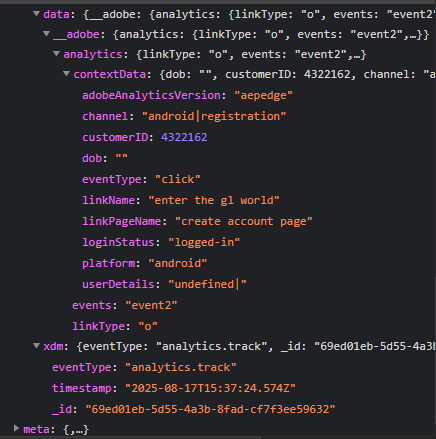 ▼ data: {__adobe: {analytics: {linkType: "o", events: "event2"
▼ __adobe: {analytics: {linkType: "o", events: "event2",…}}
▼ analytics: {linkType: "o", events: "event2",…}
▼ contextData: {dob: "", customerID: 4322162, channel: "a
adobeAnalyticsVersion: "aepedge"
channel: "android|registration"
customerID: 4322162
dob: ""
eventType: "click"
linkName: "enter the gl world"
linkPageName: "create account page"
loginStatus: "logged-in"
platform: "android"
userDetails: "undefined|"
events: "event2"
linkType: "o"
▼ xdm: {eventType: "analytics.track", _id: "69ed01eb-5d55-4a3b
eventType: "analytics.track"
timestamp: "2025-08-17T15:37:24.574Z"
_id: "69ed01eb-5d55-4a3b-8fad-cf7f3ee59632"
▶ meta: {,…}